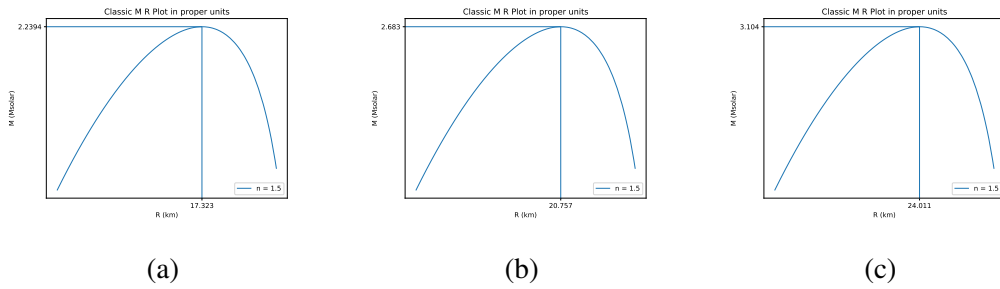 Classic M R Plot in proper units
2.2394
M (Msolar)
n = 1.5
17.323
R (km)
(a)
Classic M R Plot in proper units
2.683
M (Msolar)
n = 1.5
20.757
R (km)
(b)
Classic M R Plot in proper units
3.104
M (Msolar)
n = 1.5
24.011
R (km)
(c)